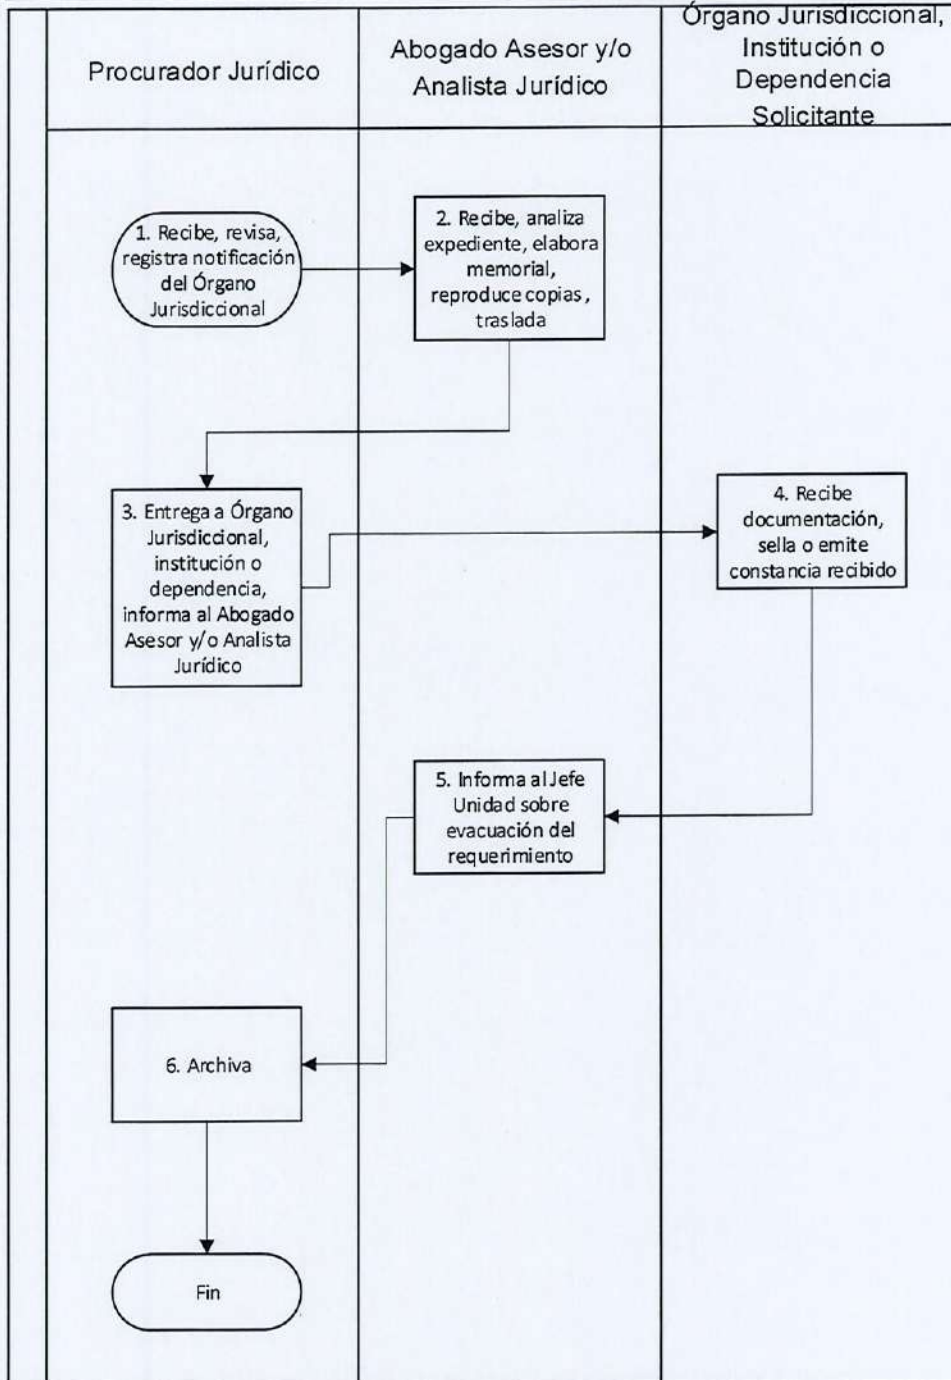 Procurador Jurídico
Abogado Asesor y/o
Analista Jurídico
Órgano Jurisdiccional,
Institución o
Dependencia
Solicitante
1. Recibe, revisa,
registra notificación
del Órgano
Jurisdiccional
2. Recibe, analiza
expediente, elabora
memorial,
reproduce copias,
traslada
3. Entrega a Órgano
Jurisdiccional,
institución o
dependencia,
informa al Abogado
Asesor y/o Analista
Jurídico
4. Recibe
documentación,
sella o emite
constancia recibido
5. Informa al Jefe
Unidad sobre
evacuación del
requerimiento
6. Archiva
Fin